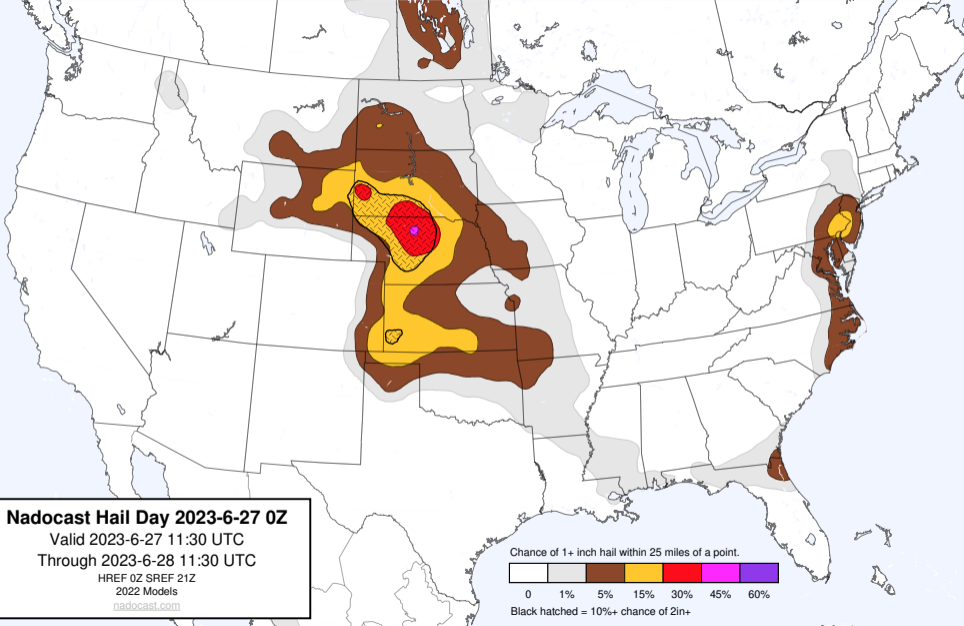 Nadocast Hail Day 2023-6-27 0Z
Valid 2023-6-27 11:30 UTC
Through 2023-6-28 11:30 UTC
HREF 0Z SREF 21Z
2022 Models
nadocast.com
Chance of 1+ inch hail within 25 miles of a point.
0 1% 5% 15% 30% 45% 60%
Black hatched = 10%+ chance of 2in+